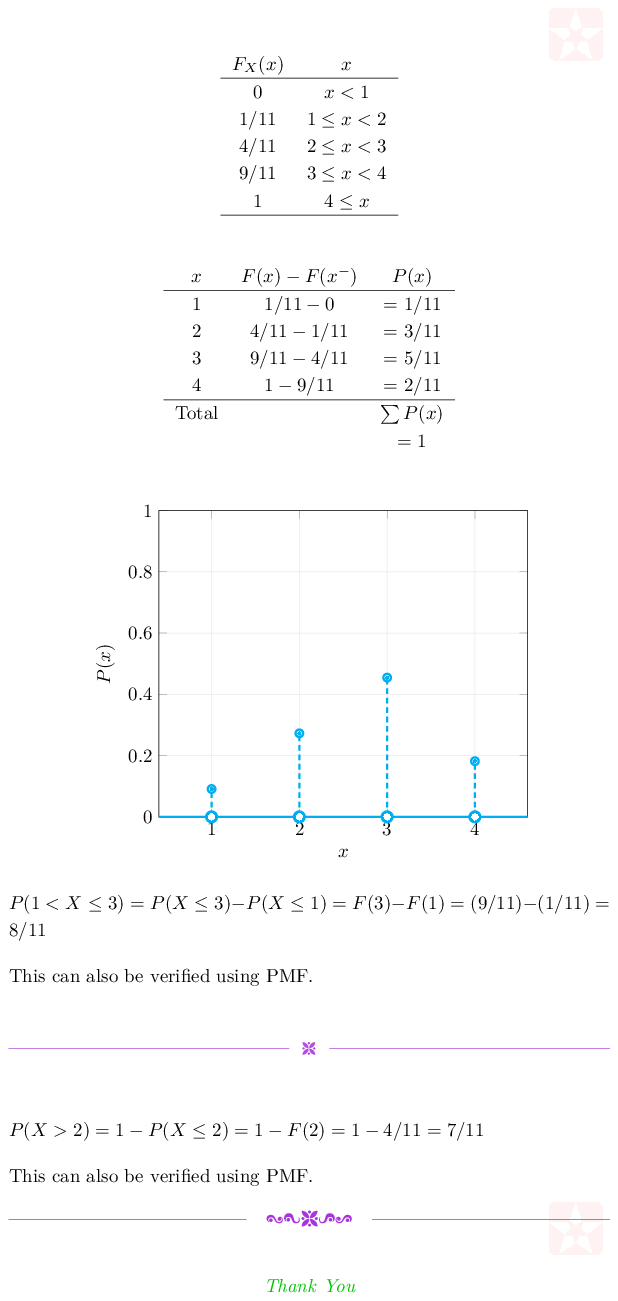 F_X(x) x
0 x < 1
1/11 1 ≤ x < 2
4/11 2 ≤ x < 3
9/11 3 ≤ x < 4
1 4 ≤ x
x F(x) − F(x⁻) P(x)
1 1/11 − 0 = 1/11
2 4/11 − 1/11 = 3/11
3 9/11 − 4/11 = 5/11
4 1 − 9/11 = 2/11
Total ∑ P(x)
= 1
1
0.8
0.6
0.4
0.2
0
P(x)
1 2 3 4
x
P(1 < X ≤ 3) = P(X ≤ 3)−P(X ≤ 1) = F(3)−F(1) = (9/11)−(1/11) =
8/11
This can also be verified using PMF.
P(X > 2) = 1 − P(X ≤ 2) = 1 − F(2) = 1 − 4/11 = 7/11
This can also be verified using PMF.
Thank You